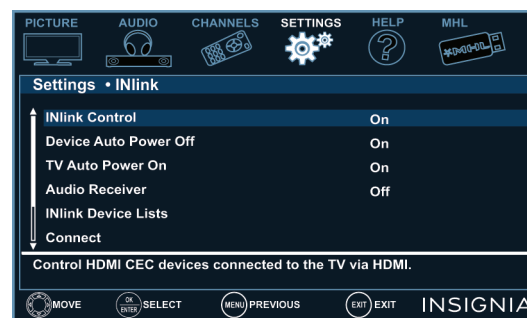 PICTURE AUDIO CHANNELS SETTINGS HELP MHL
MHL
Settings • INlink
INlink Control On
Device Auto Power Off On
TV Auto Power On On
Audio Receiver Off
INlink Device Lists
Connect
Control HDMI CEC devices connected to the TV via HDMI.
MOVE OK ENTER SELECT MENU PREVIOUS EXIT EXIT INSIGNIA